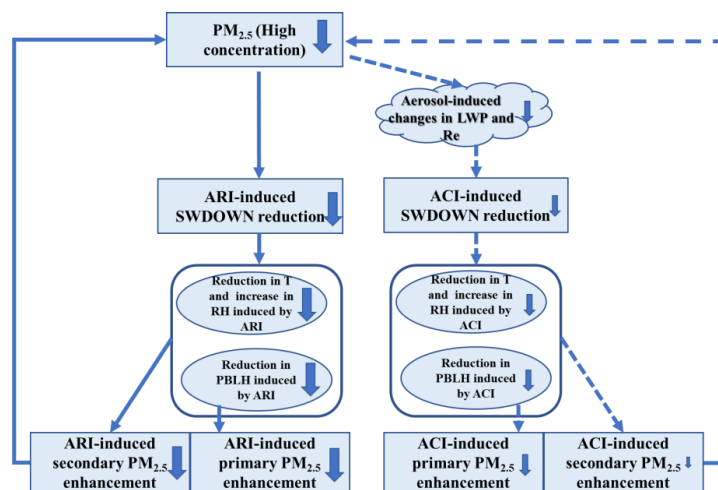 PM2.5 (High
concentration)
Aerosol-induced
changes in LWP and
Re
ARI-induced
SWDOWN reduction
ACI-induced
SWDOWN reduction
Reduction in T
and increase in
RH induced by
ARI
Reduction in T
and increase in
RH induced by
ACI
Reduction in
PBLH induced
by ARI
Reduction in
PBLH induced
by ACI
ARI-induced
secondary PM2.5
enhancement
ARI-induced
primary PM2.5
enhancement
ACI-induced
primary PM2.5
enhancement
ACI-induced
secondary PM2.5
enhancement